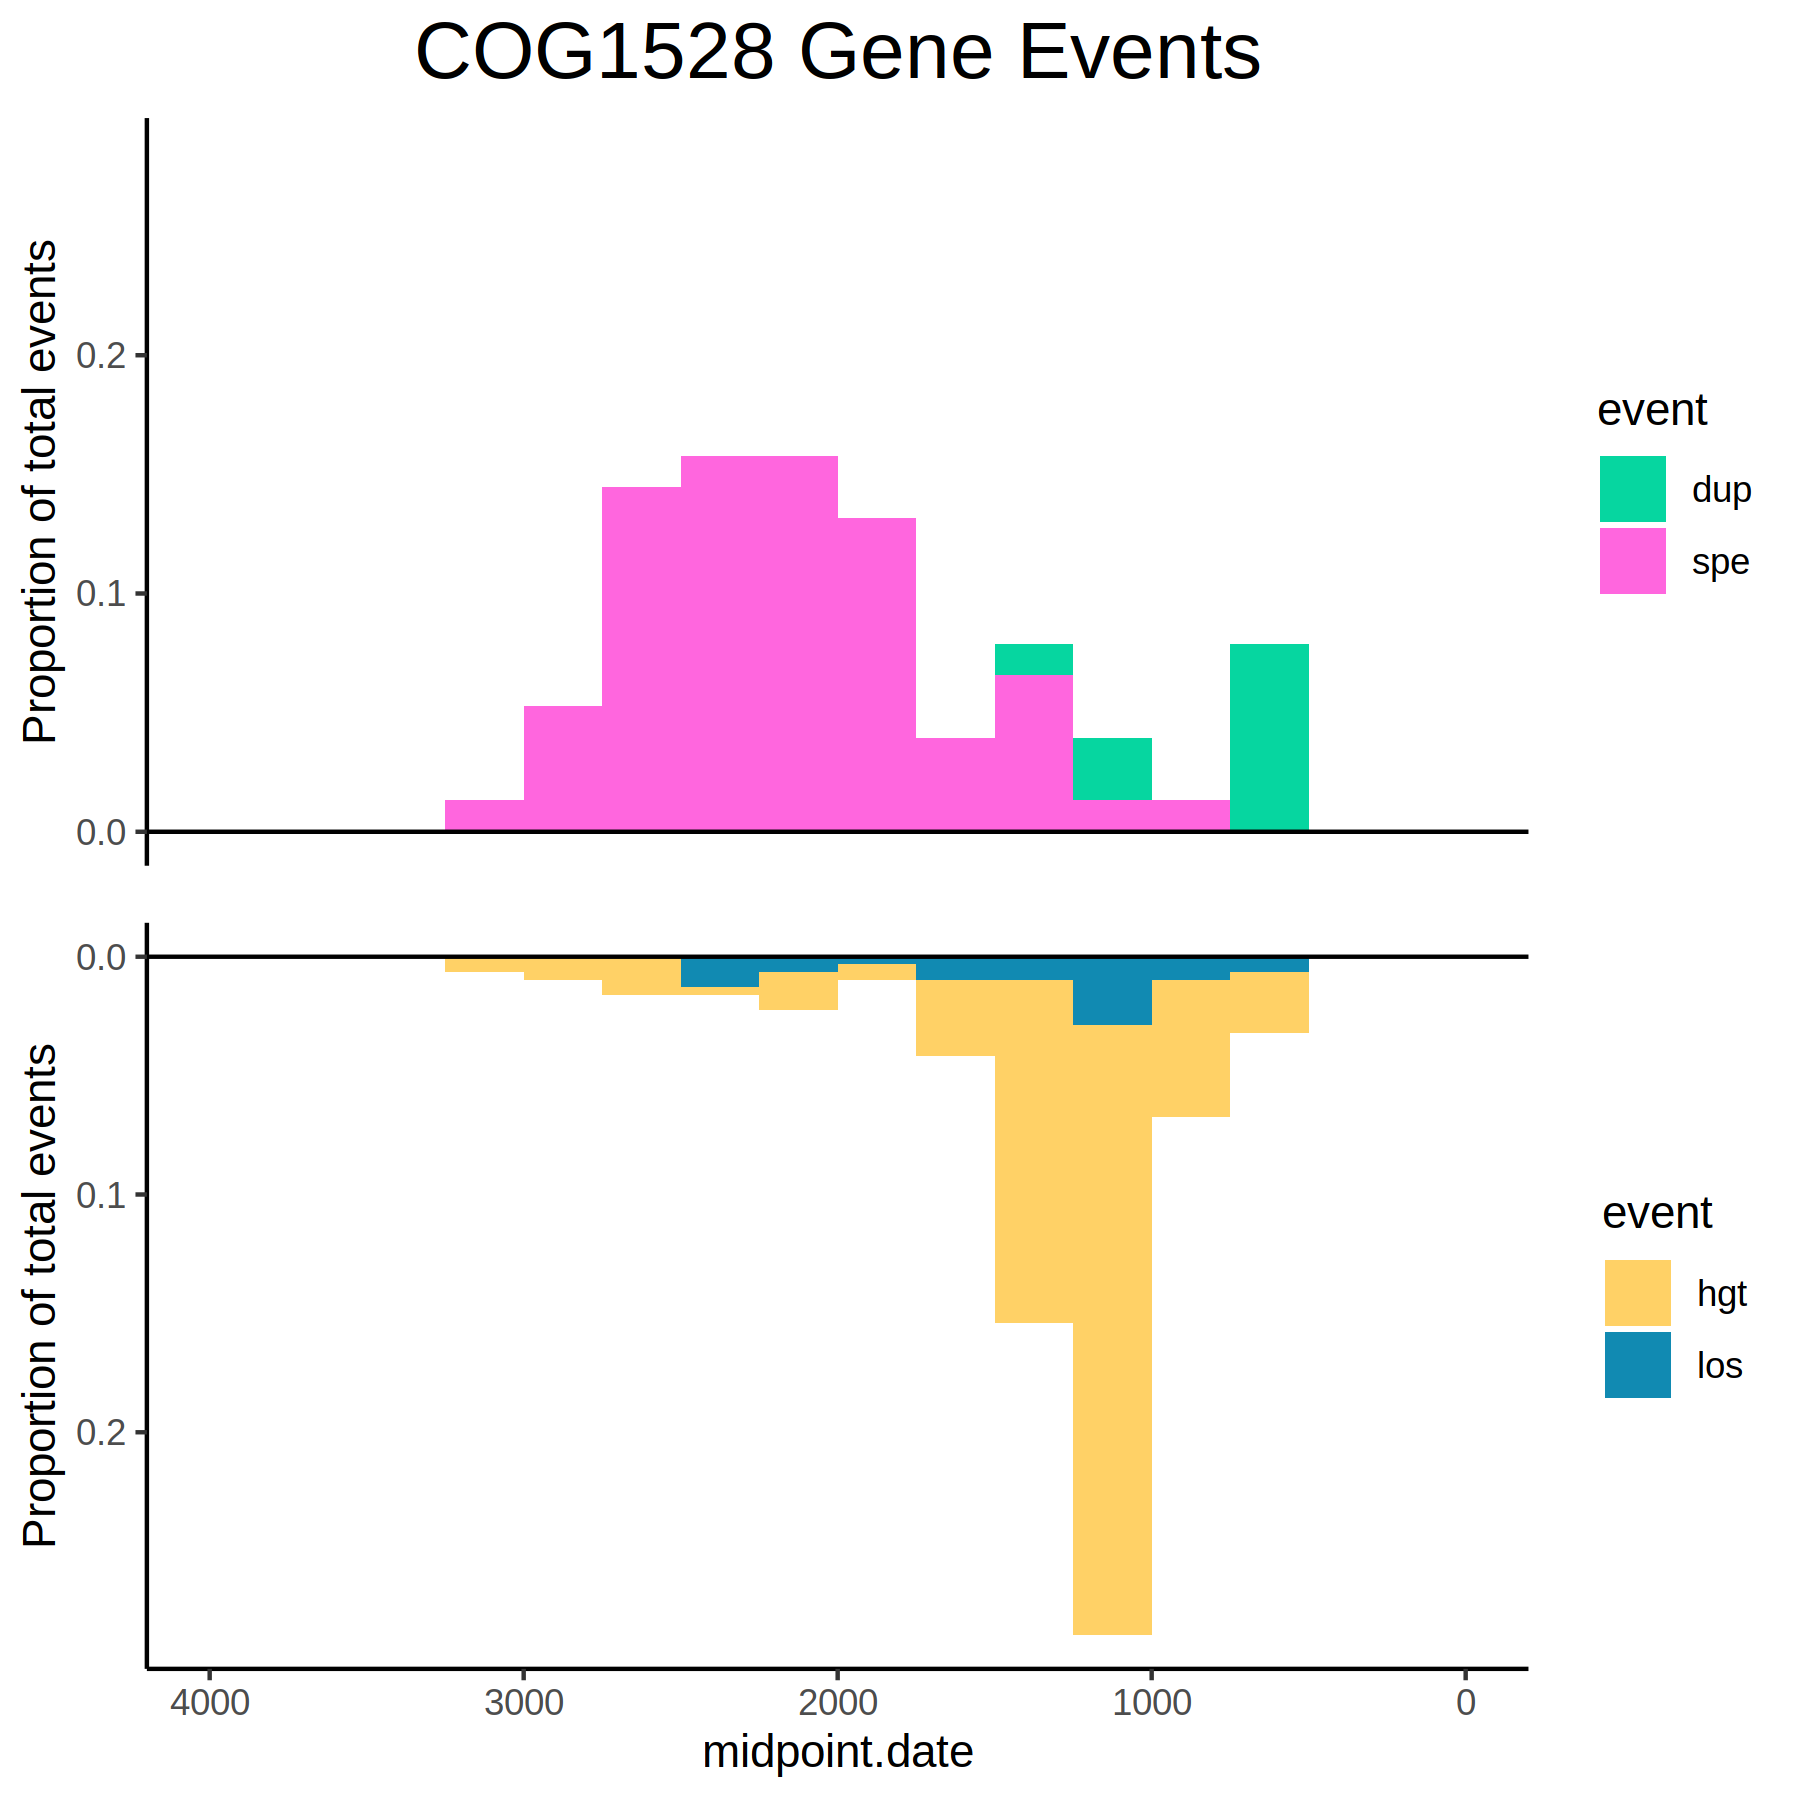 COG1528 Gene Events
Proportion of total events
0.2
0.1
0.0
event
dup
spe
Proportion of total events
0.0
0.1
0.2
event
hgt
los
4000 3000 2000 1000 0
midpoint.date